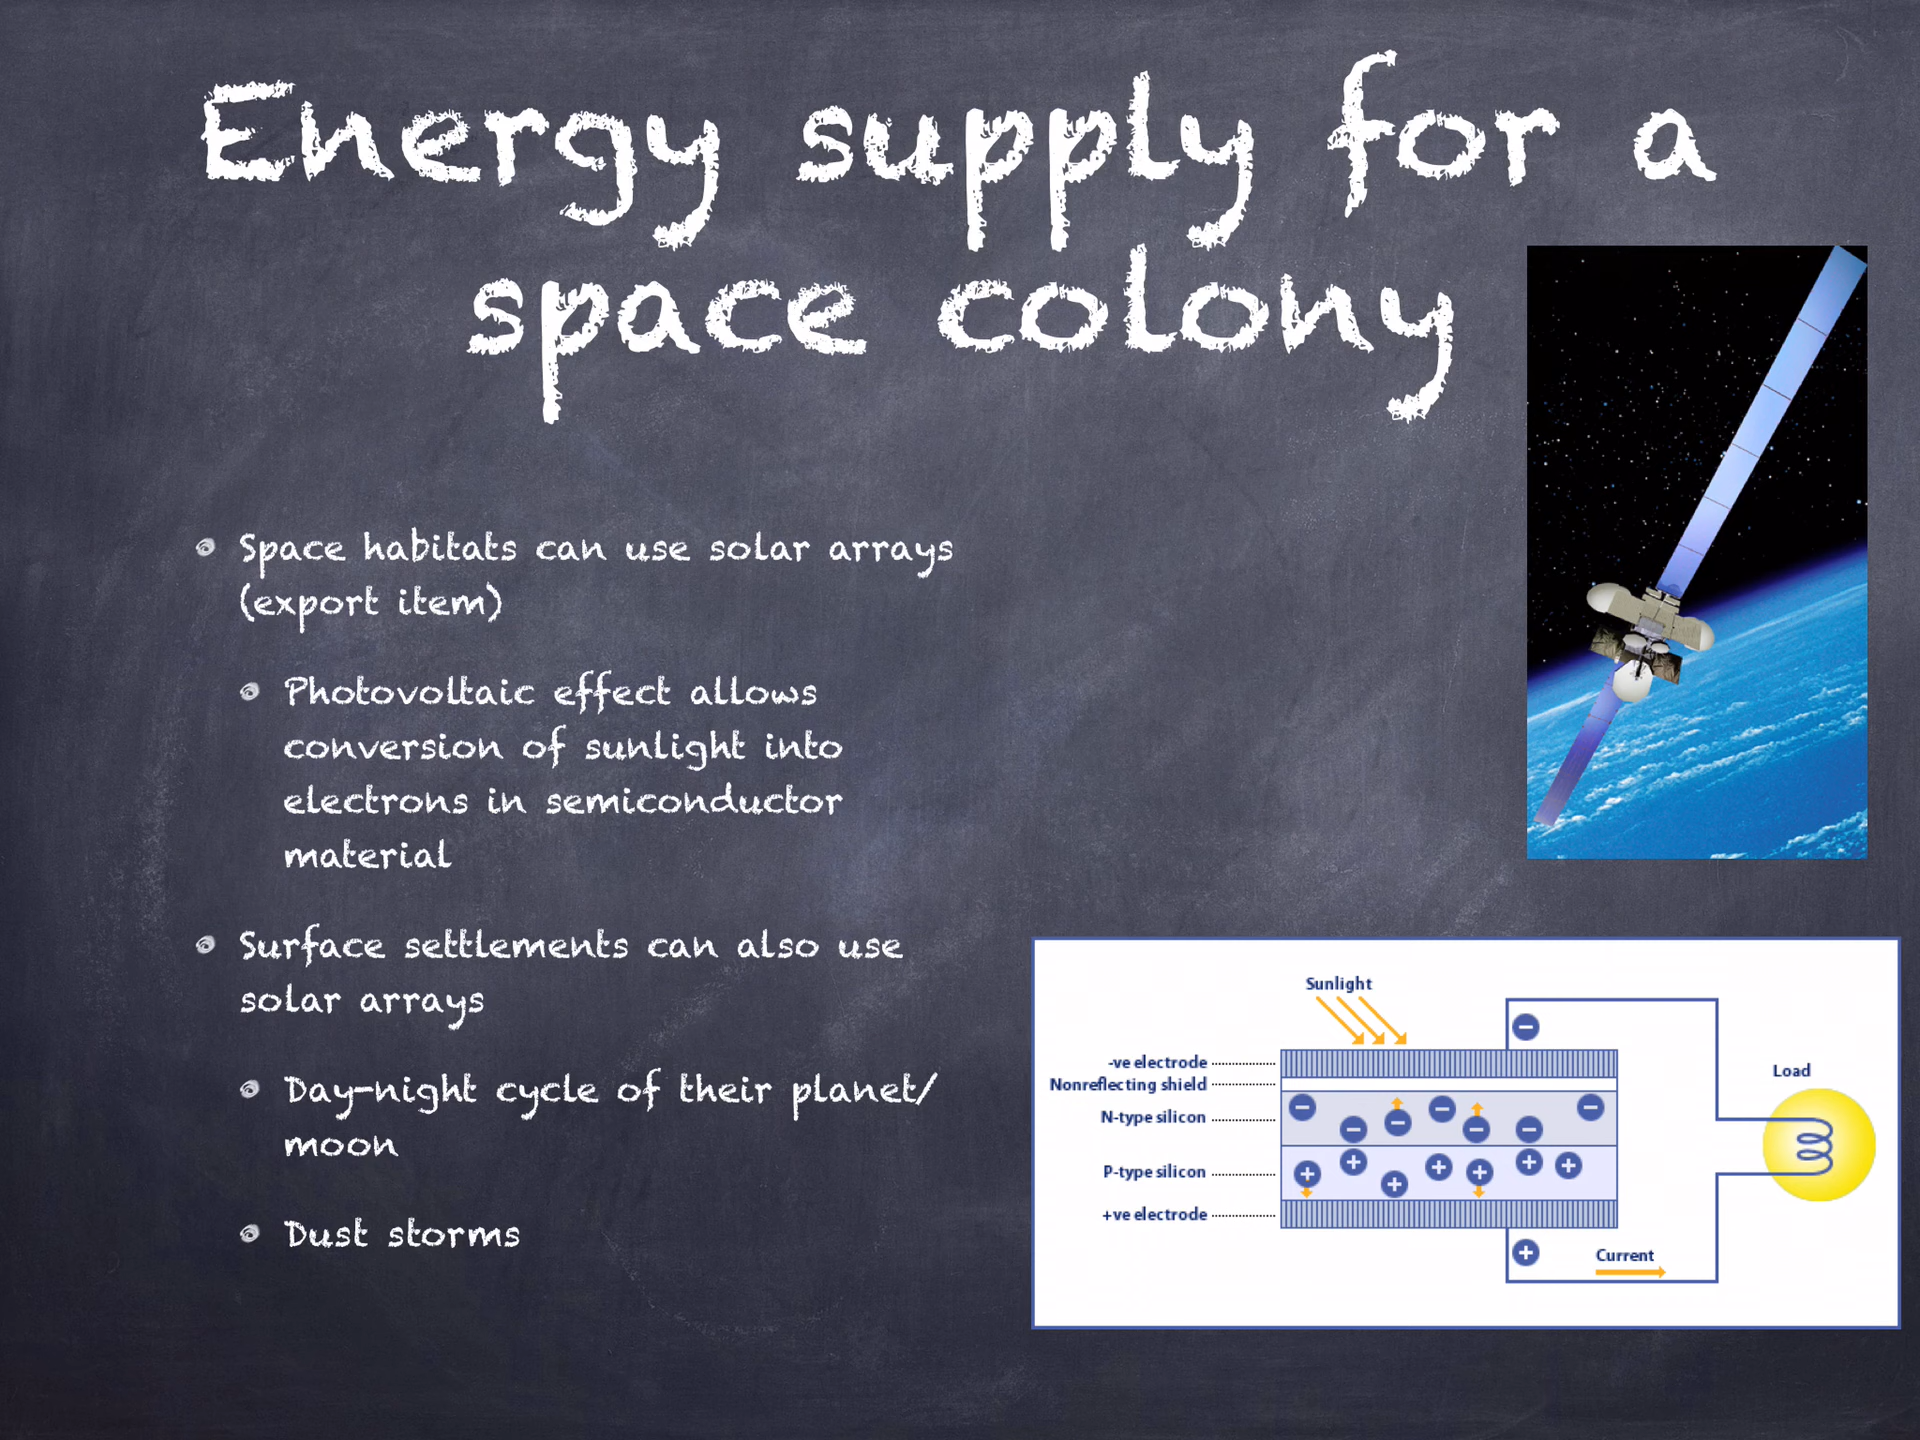 Energy supply for a
space colony
Space habitats can use solar arrays
(export item)
Photovoltaic effect allows
conversion of sunlight into
electrons in semiconductor
material
Surface settlements can also use
solar arrays
Day-night cycle of their planet/
moon
Dust storms
Sunlight
-ve electrode
Nonreflecting shield
N-type silicon
P-type silicon
+ve electrode
Load
Current